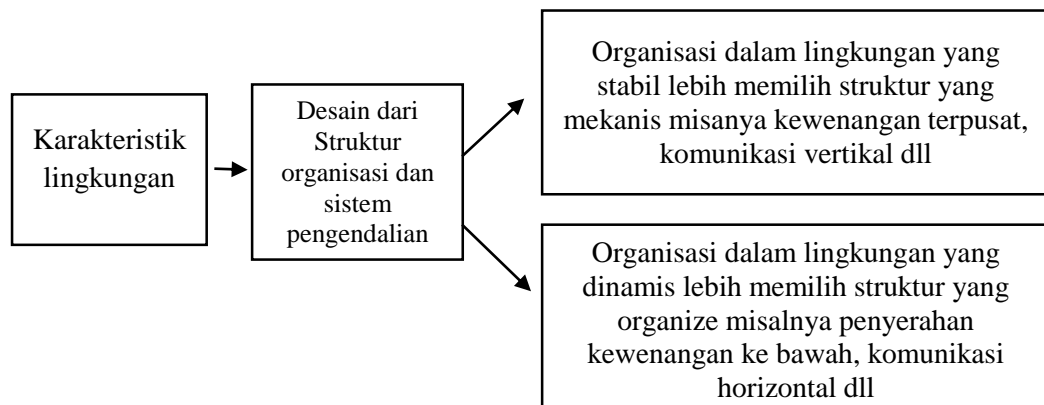 Karakteristik
lingkungan
Desain dari
Struktur
organisasi dan
sistem
pengendalian
Organisasi dalam lingkungan yang
stabil lebih memilih struktur yang
mekanis misanya kewenangan terpusat,
komunikasi vertikal dll
Organisasi dalam lingkungan yang
dinamis lebih memilih struktur yang
organize misalnya penyerahan
kewenangan ke bawah, komunikasi
horizontal dll